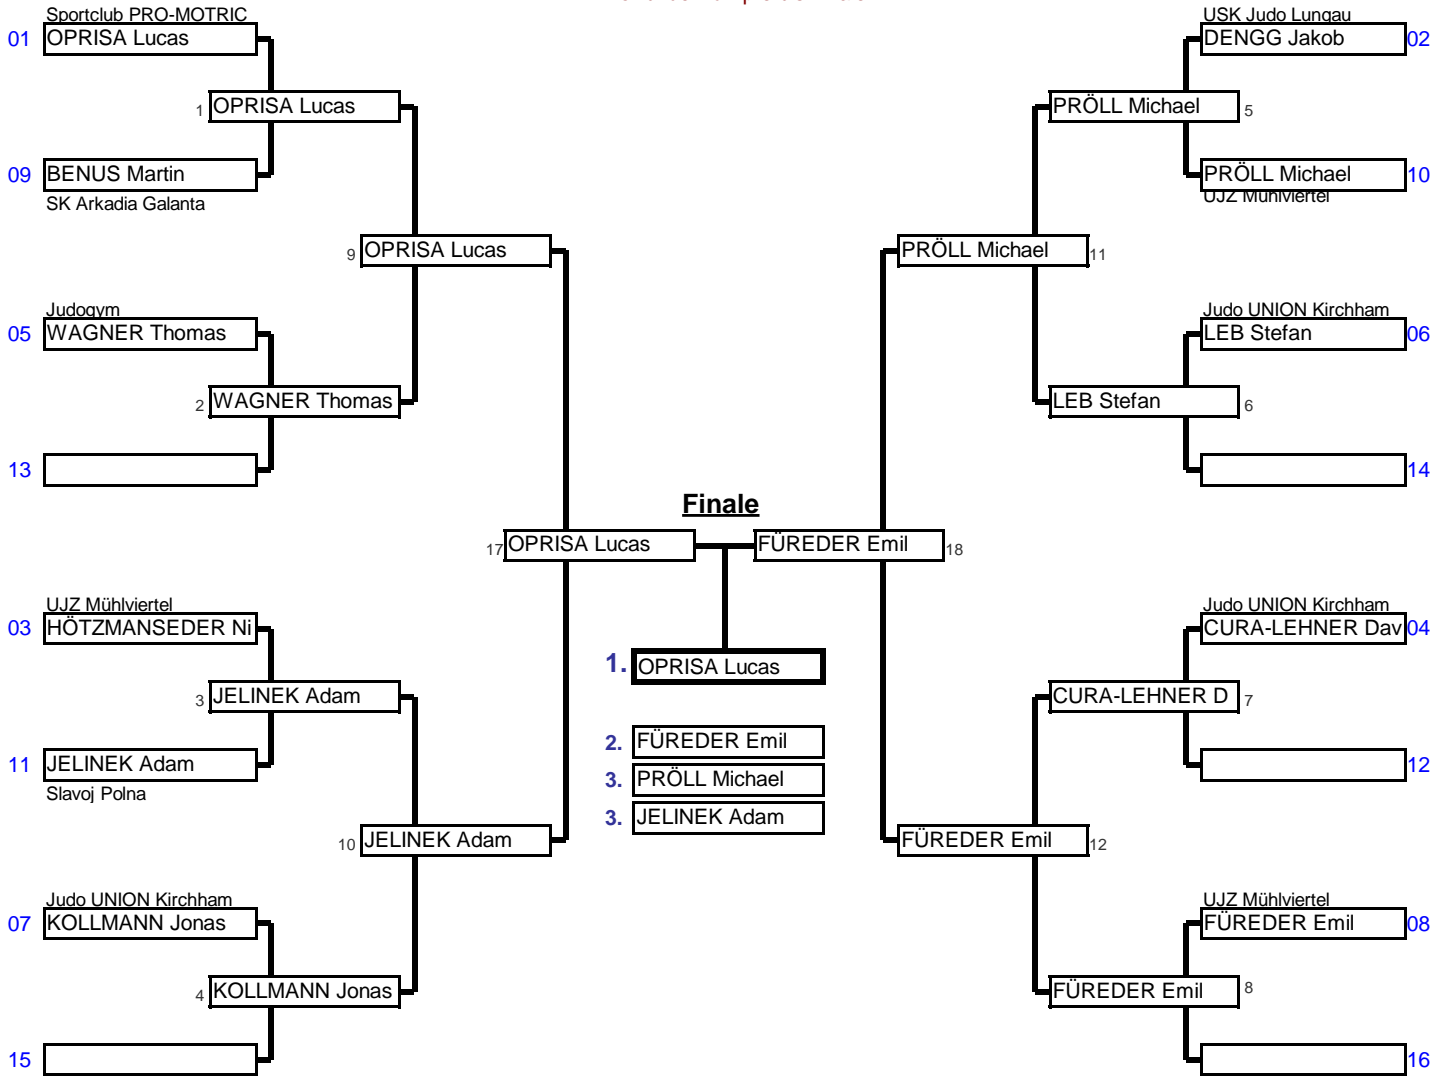 Sportclub PRO-MOTRIC
01 OPRISA Lucas
1 OPRISA Lucas
09 BENUS Martin
SK Arkadia Galanta
9 OPRISA Lucas
Judogym
05 WAGNER Thomas
2 WAGNER Thomas
13
17 OPRISA Lucas
UJZ Mühlviertel
03 HÖTZMANSEDER Ni
3 JELINEK Adam
11 JELINEK Adam
Slavoj Polna
10 JELINEK Adam
Judo UNION Kirchham
07 KOLLMANN Jonas
4 KOLLMANN Jonas
15
Finale
1. OPRISA Lucas
2. FÜREDER Emil
3. PRÖLL Michael
3. JELINEK Adam
USK Judo Lungau
DENGG Jakob 02
PRÖLL Michael 5
PRÖLL Michael 10
UJZ Mühlviertel
PRÖLL Michael 11
Judo UNION Kirchham
LEB Stefan 06
LEB Stefan 6
14
FÜREDER Emil 18
Judo UNION Kirchham
CURA-LEHNER Dav 04
CURA-LEHNER D 7
12
FÜREDER Emil 12
UJZ Mühlviertel
FÜREDER Emil 08
FÜREDER Emil 8
16